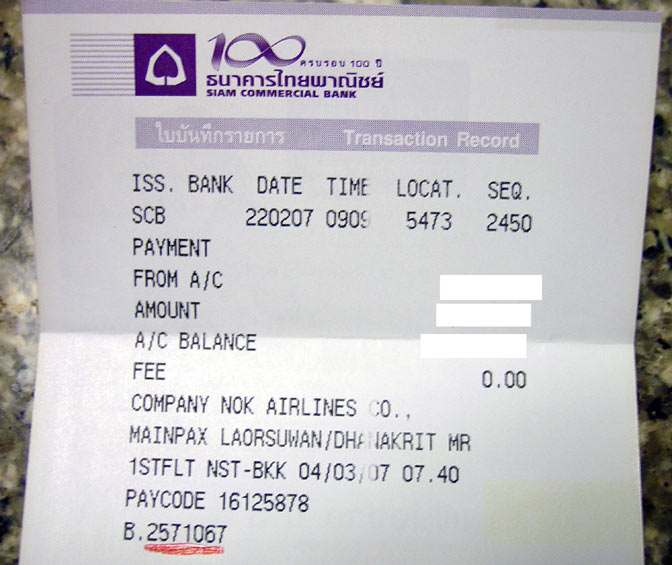 100 ครบรอบ 100 ปี
ธนาคารไทยพาณิชย์
SIAM COMMERCIAL BANK
ใบบันทึกรายการ Transaction Record
ISS. BANK DATE TIME LOCAT. SEQ.
SCB 220207 0909 5473 2450
PAYMENT
FROM A/C
AMOUNT
A/C BALANCE
FEE 0.00
COMPANY NOK AIRLINES CO.,
MAINPAX LAORSUWAN/DHANAKRIT MR
1STFLT NST-BKK 04/03/07 07.40
PAYCODE 16125878
B.2571067